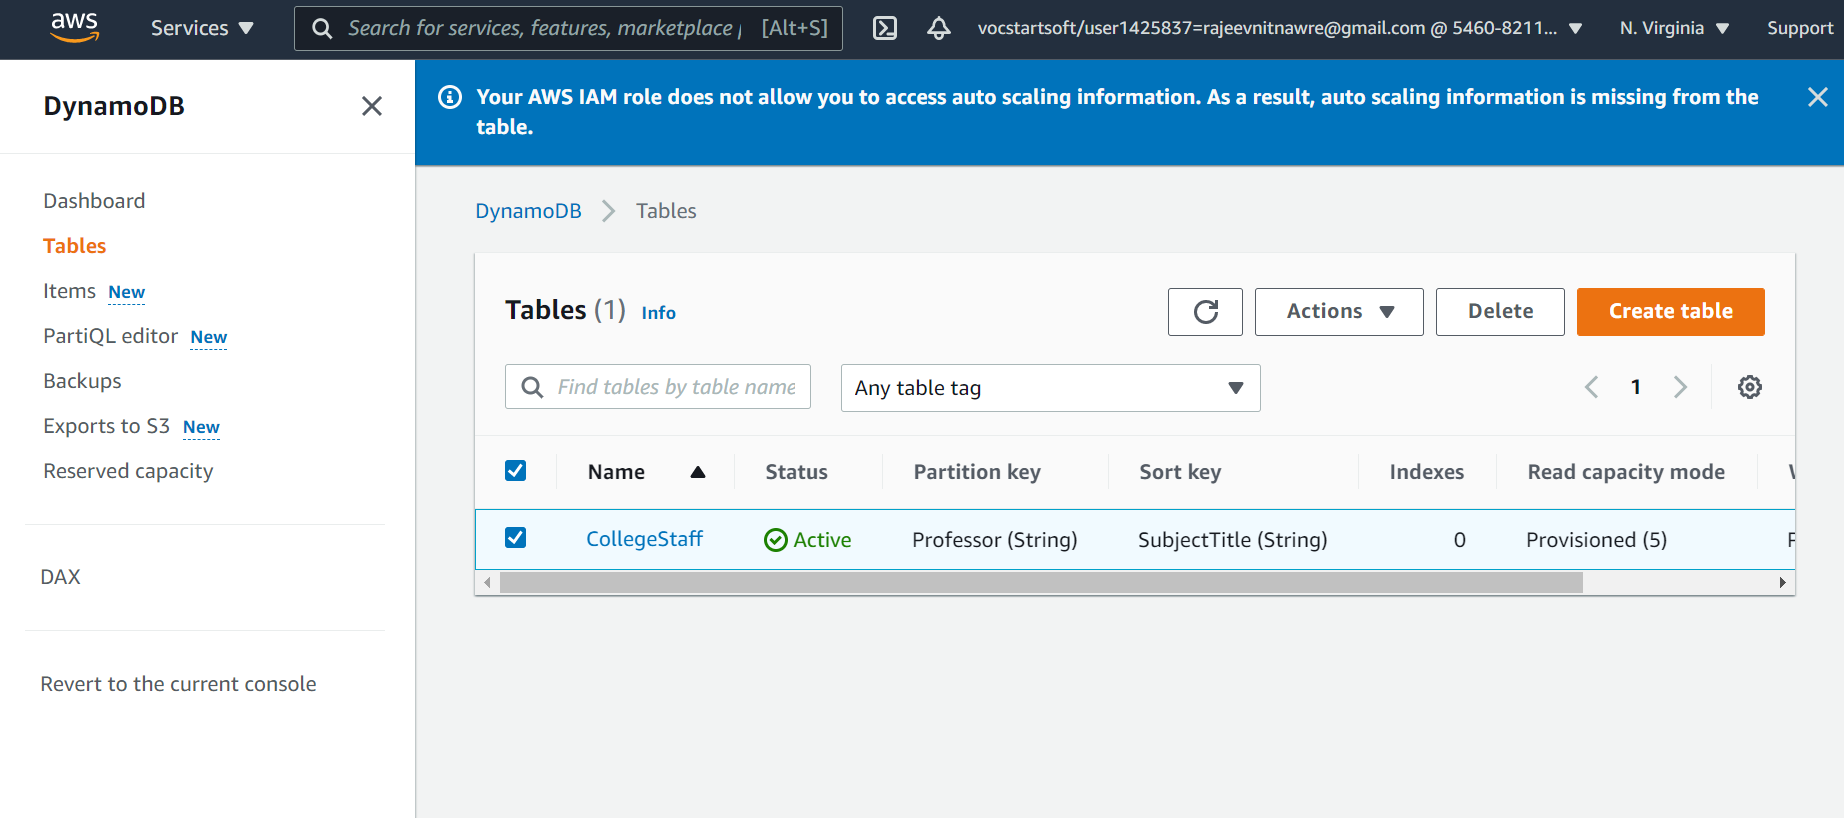 aws Services Search for services, features, marketplace [Alt+S] vocstartsoft/user1425837=rajeevnitnawre@gmail.com @ 5460-8211... N. Virginia Support
DynamoDB
Your AWS IAM role does not allow you to access auto scaling information. As a result, auto scaling information is missing from the
table.
Dashboard
Tables
Items New
PartiQL editor New
Backups
Exports to S3 New
Reserved capacity
DAX
Revert to the current console
DynamoDB Tables
Tables (1) Info
Actions Delete Create table
Find tables by table name Any table tag 1
Name Status Partition key Sort key Indexes Read capacity mode
CollegeStaff Active Professor (String) SubjectTitle (String) 0 Provisioned (5)